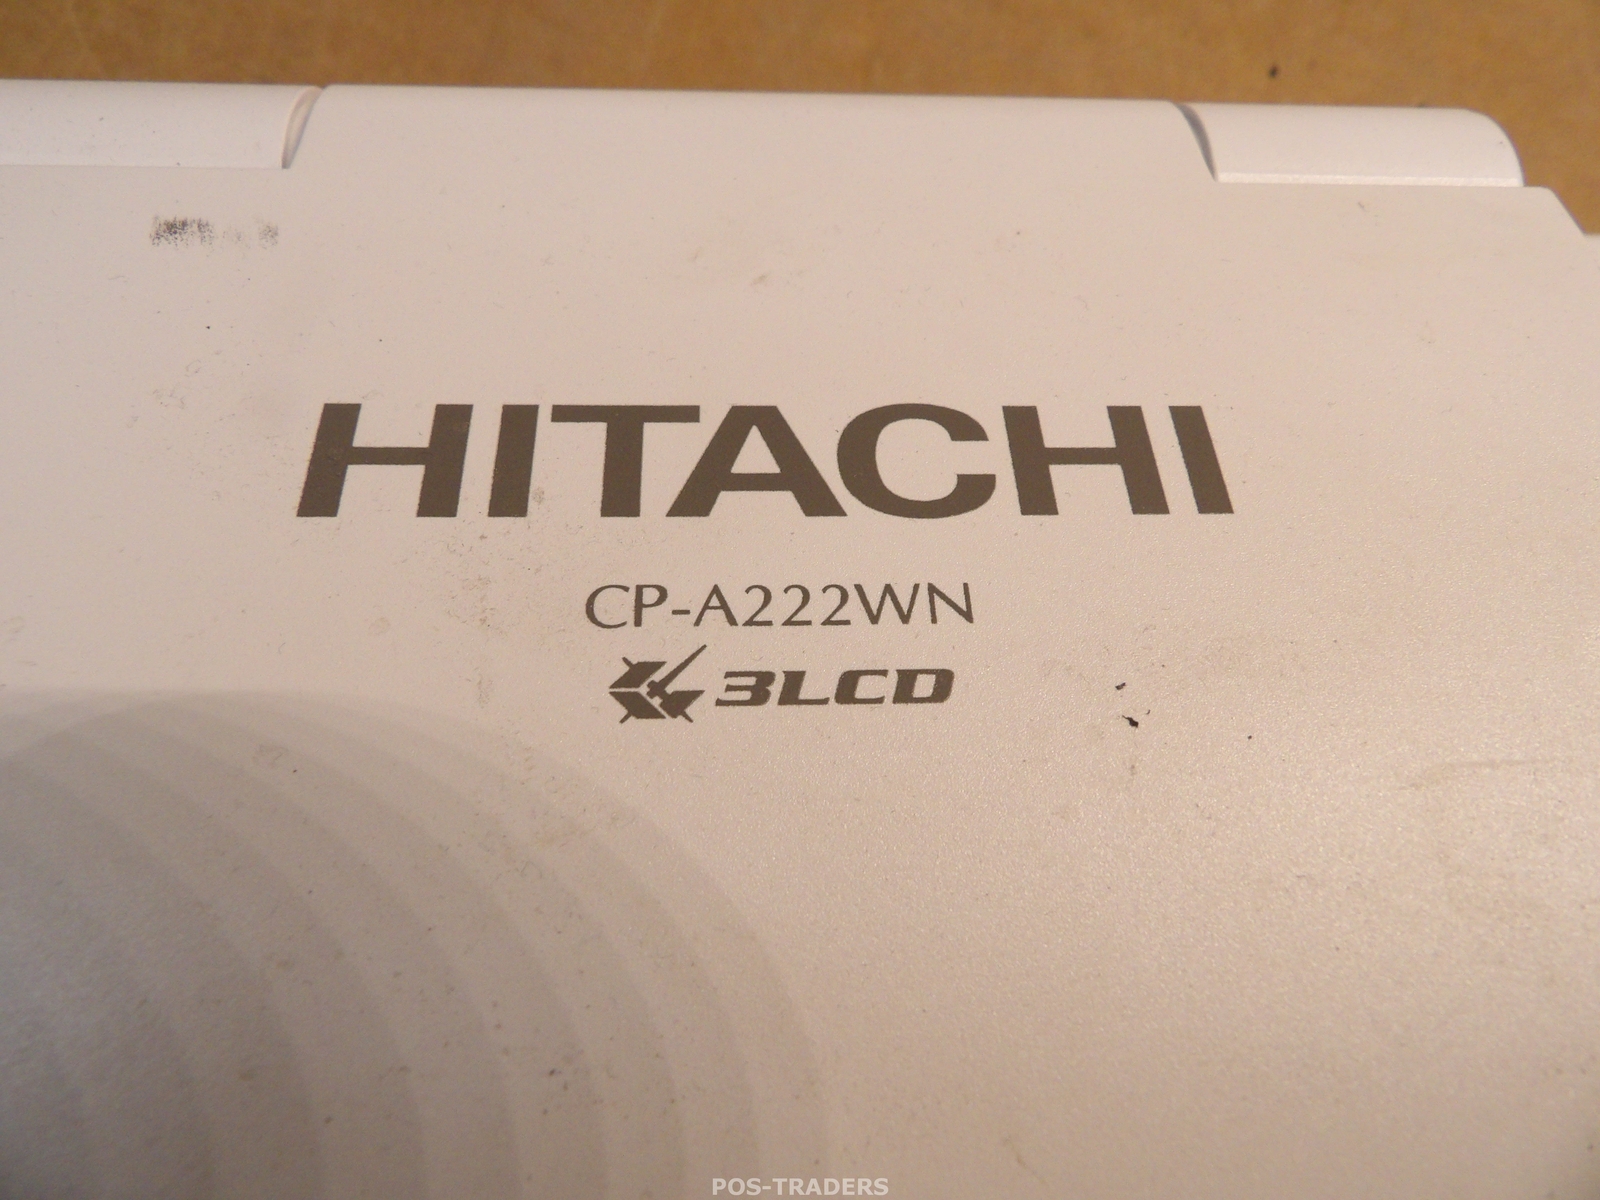 HITACHI
CP-A222WN
3LCD
POS-TRADERS